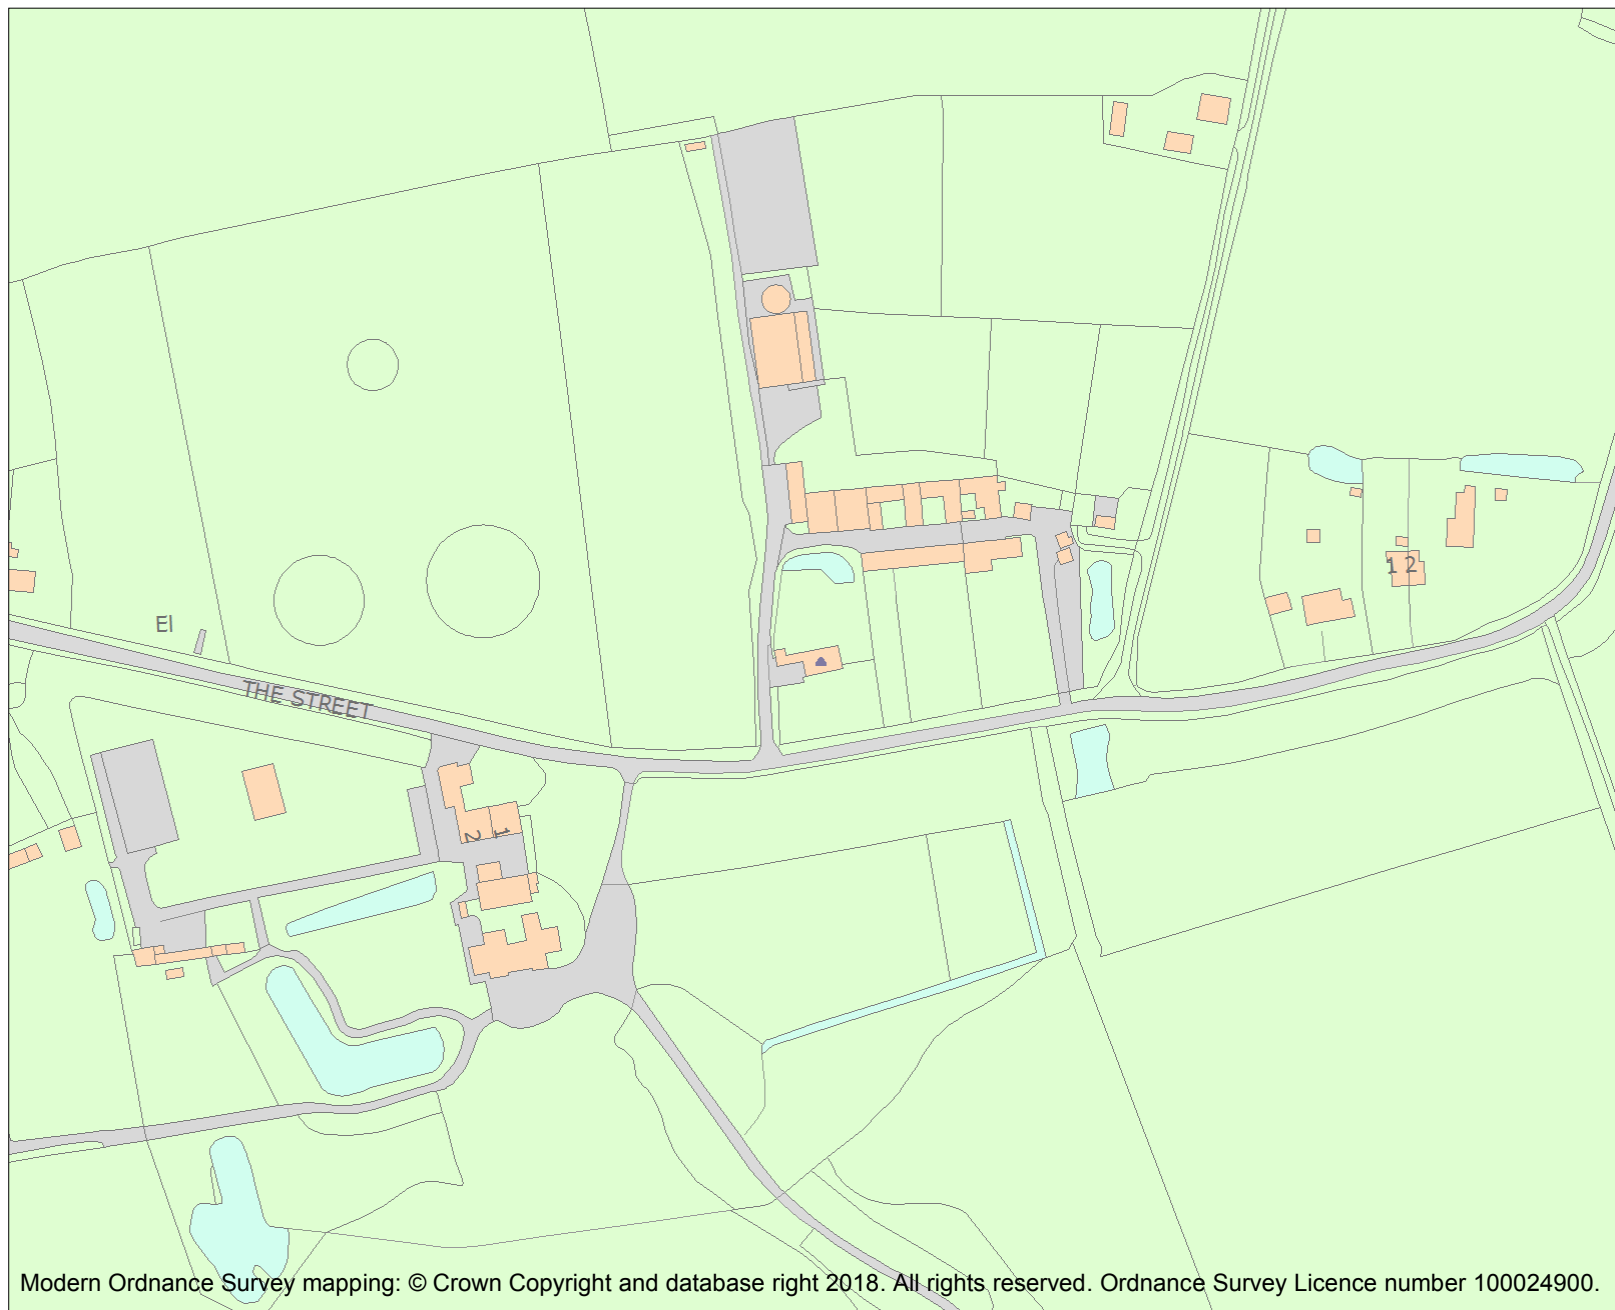 1 2
El
THE STREET
2 1
Modern Ordnance Survey mapping: © Crown Copyright and database right 2018. All rights reserved. Ordnance Survey Licence number 100024900.